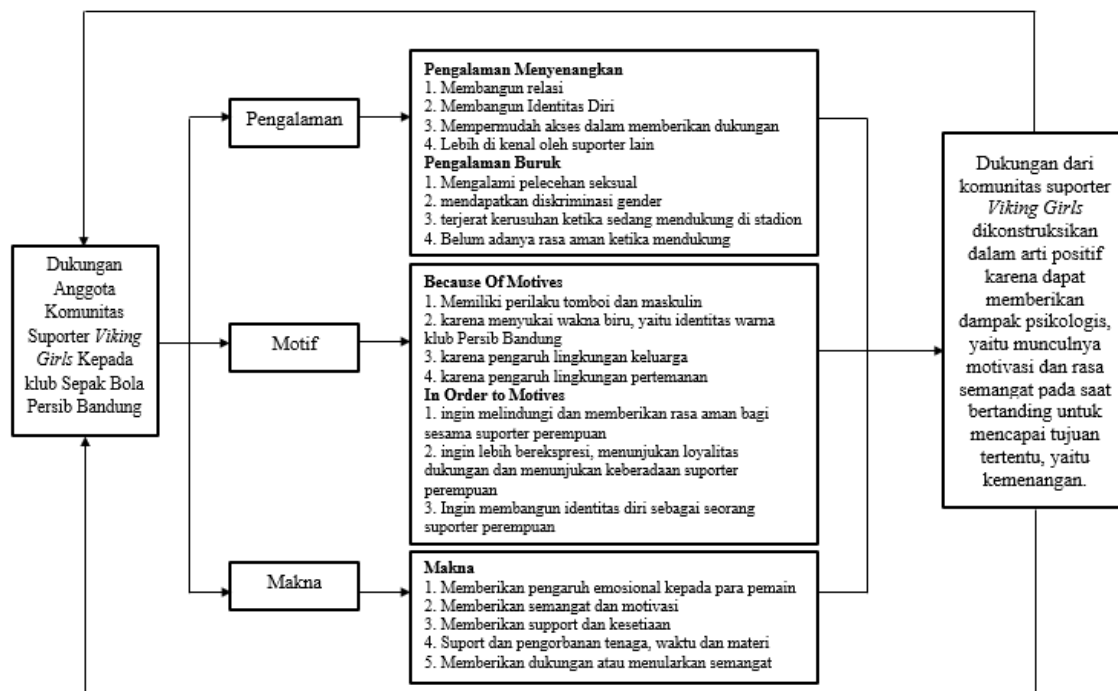 Dukungan
Anggota
Komunitas
Suporter Viking
Girls Kepada
klub Sepak Bola
Persib Bandung
Pengalaman
Pengalaman Menyenangkan
1. Membangun relasi
2. Membangun Identitas Diri
3. Mempermudah akses dalam memberikan dukungan
4. Lebih di kenal oleh suporter lain
Pengalaman Buruk
1. Mengalami pelecehan seksual
2. mendapatkan diskriminasi gender
3. terjerat kerusuhan ketika sedang mendukung di stadion
4. Belum adanya rasa aman ketika mendukung
Motif
Because Of Motives
1. Memiliki perilaku tomboi dan maskulin
2. karena menyukai wakna biru, yaitu identitas warna
klub Persib Bandung
3. karena pengaruh lingkungan keluarga
4. karena pengaruh lingkungan pertemanan
In Order to Motives
1. ingin melindungi dan memberikan rasa aman bagi
sesama suporter perempuan
2. ingin lebih berekspresi, menunjukan loyalitas
dukungan dan menunjukan keberadaan suporter
perempuan
3. Ingin membangun identitas diri sebagai seorang
suporter perempuan
Makna
Makna
1. Memberikan pengaruh emosional kepada para pemain
2. Memberikan semangat dan motivasi
3. Memberikan support dan kesetiaan
4. Suport dan pengorbanan tenaga, waktu dan materi
5. Memberikan dukungan atau menularkan semangat
Dukungan dari
komunitas suporter
Viking Girls
dikonstruksikan
dalam arti positif
karena dapat
memberikan
dampak psikologis,
yaitu munculnya
motivasi dan rasa
semangat pada saat
bertanding untuk
mencapai tujuan
tertentu, yaitu
kemenangan.